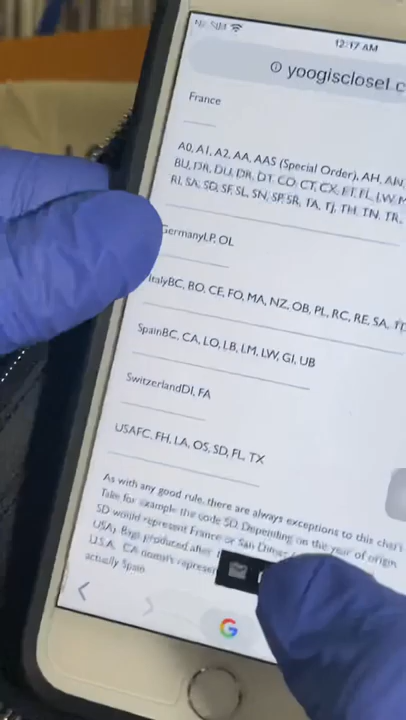 No SIM 12:17 AM
yoogiscloset.c
France
A0, A1, A2, AA, AAS (Special Order), AH, AN,
BU, DR, DU, DR, DT, CO, CT, CX, ET, FL, LW, M
RI, SA, SD, SF, SL, SN, SP, SR, TA, TJ, TH, TN, TR,
GermanyLP, OL
ItalyBC, BO, CE, FO, MA, NZ, OB, PL, RC, RE, SA, TD
SpainBC, CA, LO, LB, LM, LW, GI, UB
SwitzerlandDI, FA
USAFC, FH, LA, OS, SD, FL, TX
As with any good rule, there are always exceptions to this chart.
Take for example the code SD. Depending on the year of origin
SD would represent France or San Dimas
USA). Bags produced after
U.S.A. CA doesn't represent
actually Spain